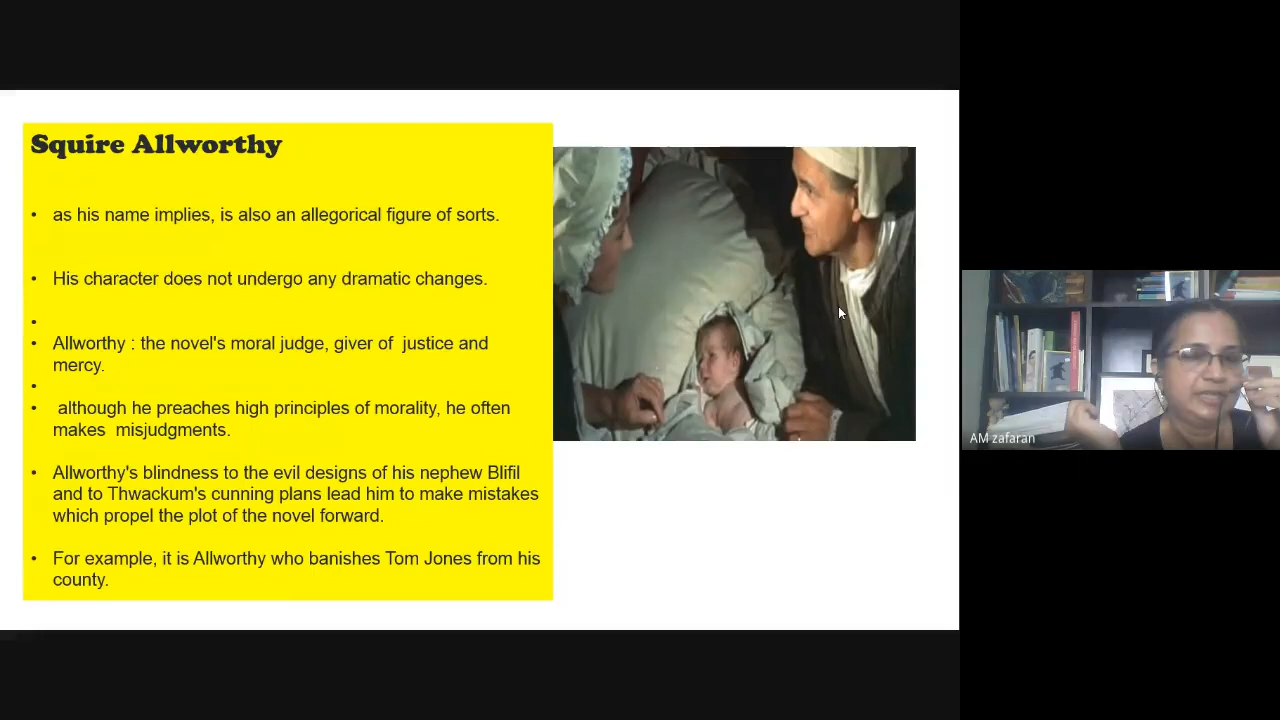 Squire Allworthy
• as his name implies, is also an allegorical figure of sorts.
• His character does not undergo any dramatic changes.
•
• Allworthy : the novel's moral judge, giver of justice and
mercy.
•
• although he preaches high principles of morality, he often
makes misjudgments.
• Allworthy's blindness to the evil designs of his nephew Blifil
and to Thwackum's cunning plans lead him to make mistakes
which propel the plot of the novel forward.
• For example, it is Allworthy who banishes Tom Jones from his
county.
AM zafaran